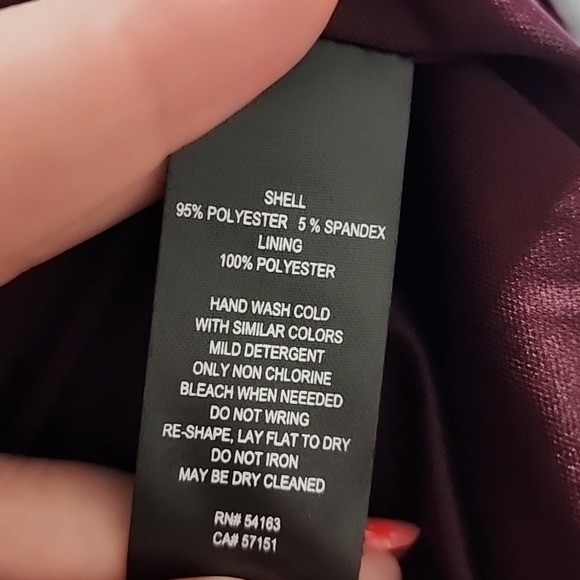 SHELL
95% POLYESTER 5 % SPANDEX
LINING
100% POLYESTER
HAND WASH COLD
WITH SIMILAR COLORS
MILD DETERGENT
ONLY NON CHLORINE
BLEACH WHEN NEEEDED
DO NOT WRING
RE-SHAPE, LAY FLAT TO DRY
DO NOT IRON
MAY BE DRY CLEANED
RN# 54163
CA# 57151